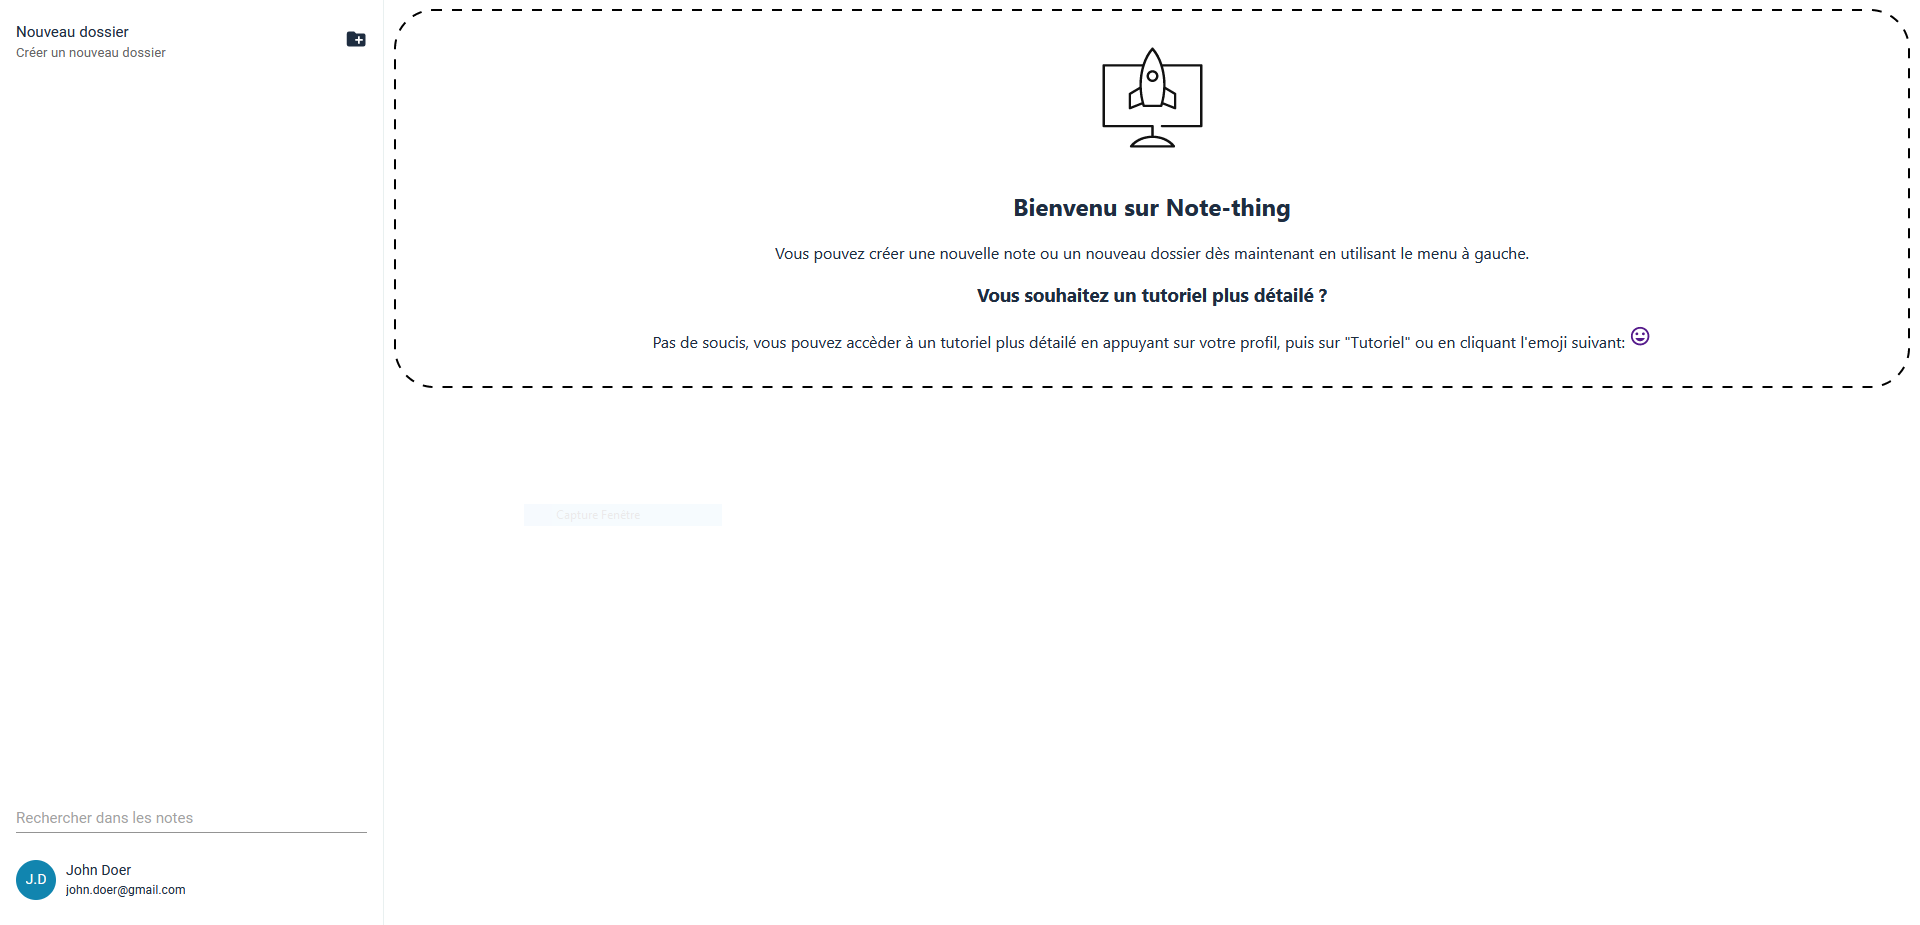 Nouveau dossier
Créer un nouveau dossier
Bienvenu sur Note-thing
Vous pouvez créer une nouvelle note ou un nouveau dossier dès maintenant en utilisant le menu à gauche.
Vous souhaitez un tutoriel plus détailé ?
Pas de soucis, vous pouvez accèder à un tutoriel plus détailé en appuyant sur votre profil, puis sur "Tutoriel" ou en cliquant l'emoji suivant:
Capture Fenêtre
Rechercher dans les notes
J.D
John Doer
john.doer@gmail.com